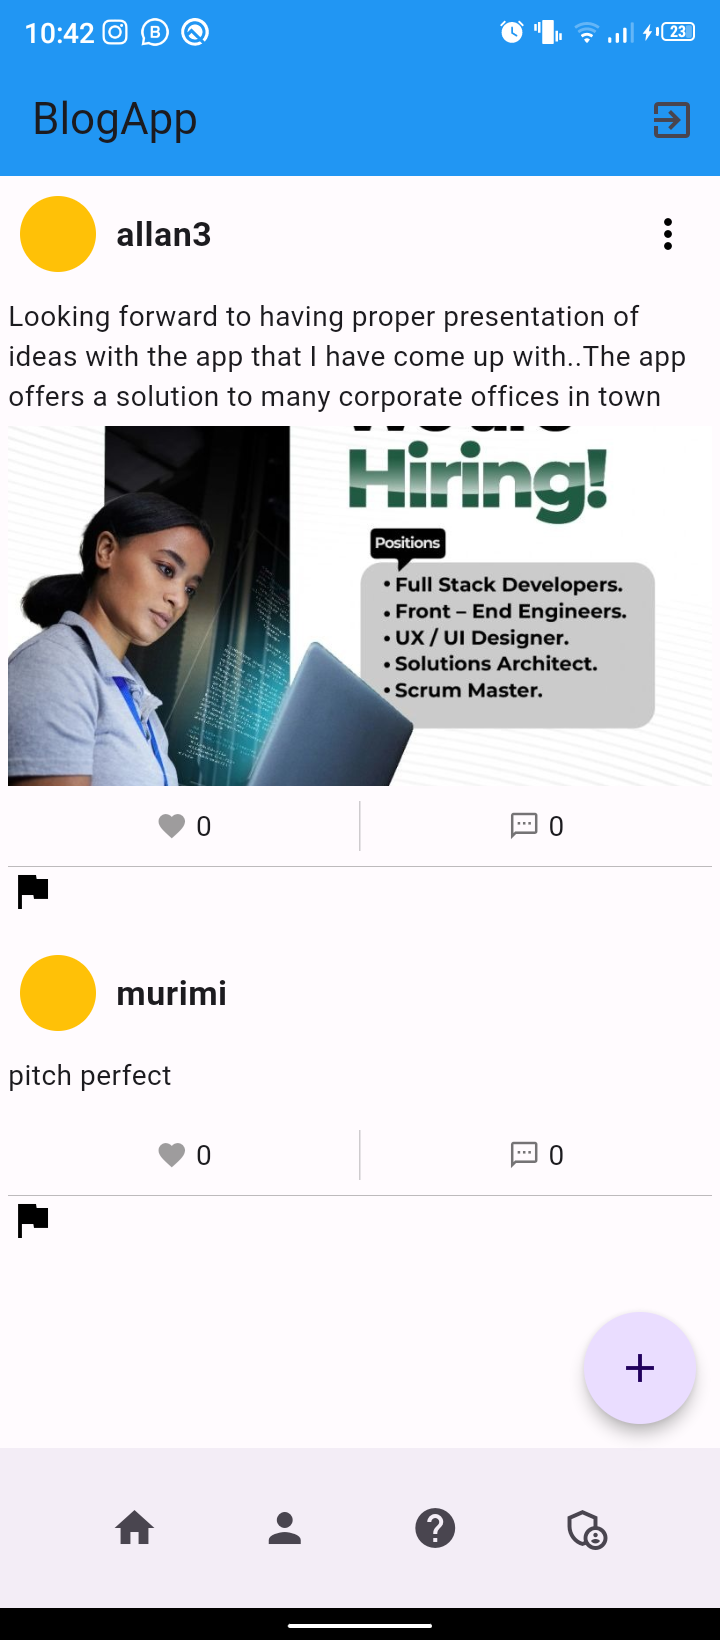 10:42
23
BlogApp
allan3
Looking forward to having proper presentation of
ideas with the app that I have come up with..The app
offers a solution to many corporate offices in town
We are
Hiring!
Positions
• Full Stack Developers.
• Front – End Engineers.
• UX / UI Designer.
• Solutions Architect.
• Scrum Master.
0 0
murimi
pitch perfect
0 0